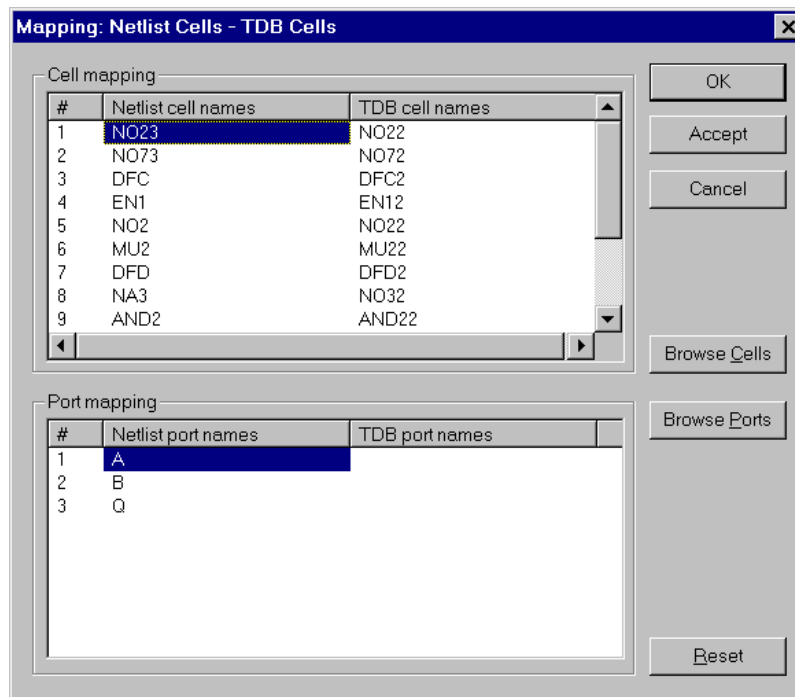 Mapping: Netlist Cells - TDB Cells
Cell mapping
# Netlist cell names TDB cell names
1 NO23 NO22
2 NO73 NO72
3 DFC DFC2
4 EN1 EN12
5 NO2 NO22
6 MU2 MU22
7 DFD DFD2
8 NA3 NO32
9 AND2 AND22
OK
Accept
Cancel
Browse Cells
Port mapping
# Netlist port names TDB port names
1 A
2 B
3 Q
Browse Ports
Reset